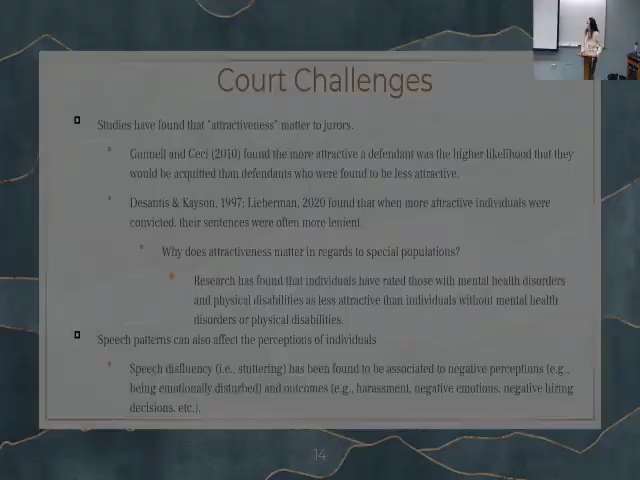 Court Challenges
Studies have found that "attractiveness" matter to jurors.
Gunnell and Ceci (2010) found the more attractive a defendant was the higher likelihood that they
would be acquitted than defendants who were found to be less attractive.
Desantis & Kayson, 1997; Lieberman, 2020 found that when more attractive individuals were
convicted, their sentences were often more lenient.
Why does attractiveness matter in regards to special populations?
Research has found that individuals have rated those with mental health disorders
and physical disabilities as less attractive than individuals without mental health
disorders or physical disabilities.
Speech patterns can also affect the perceptions of individuals
Speech disfluency (i.e., stuttering) has been found to be associated to negative perceptions (e.g.,
being emotionally disturbed) and outcomes (e.g., harassment, negative emotions, negative hiring
decisions, etc.).
14